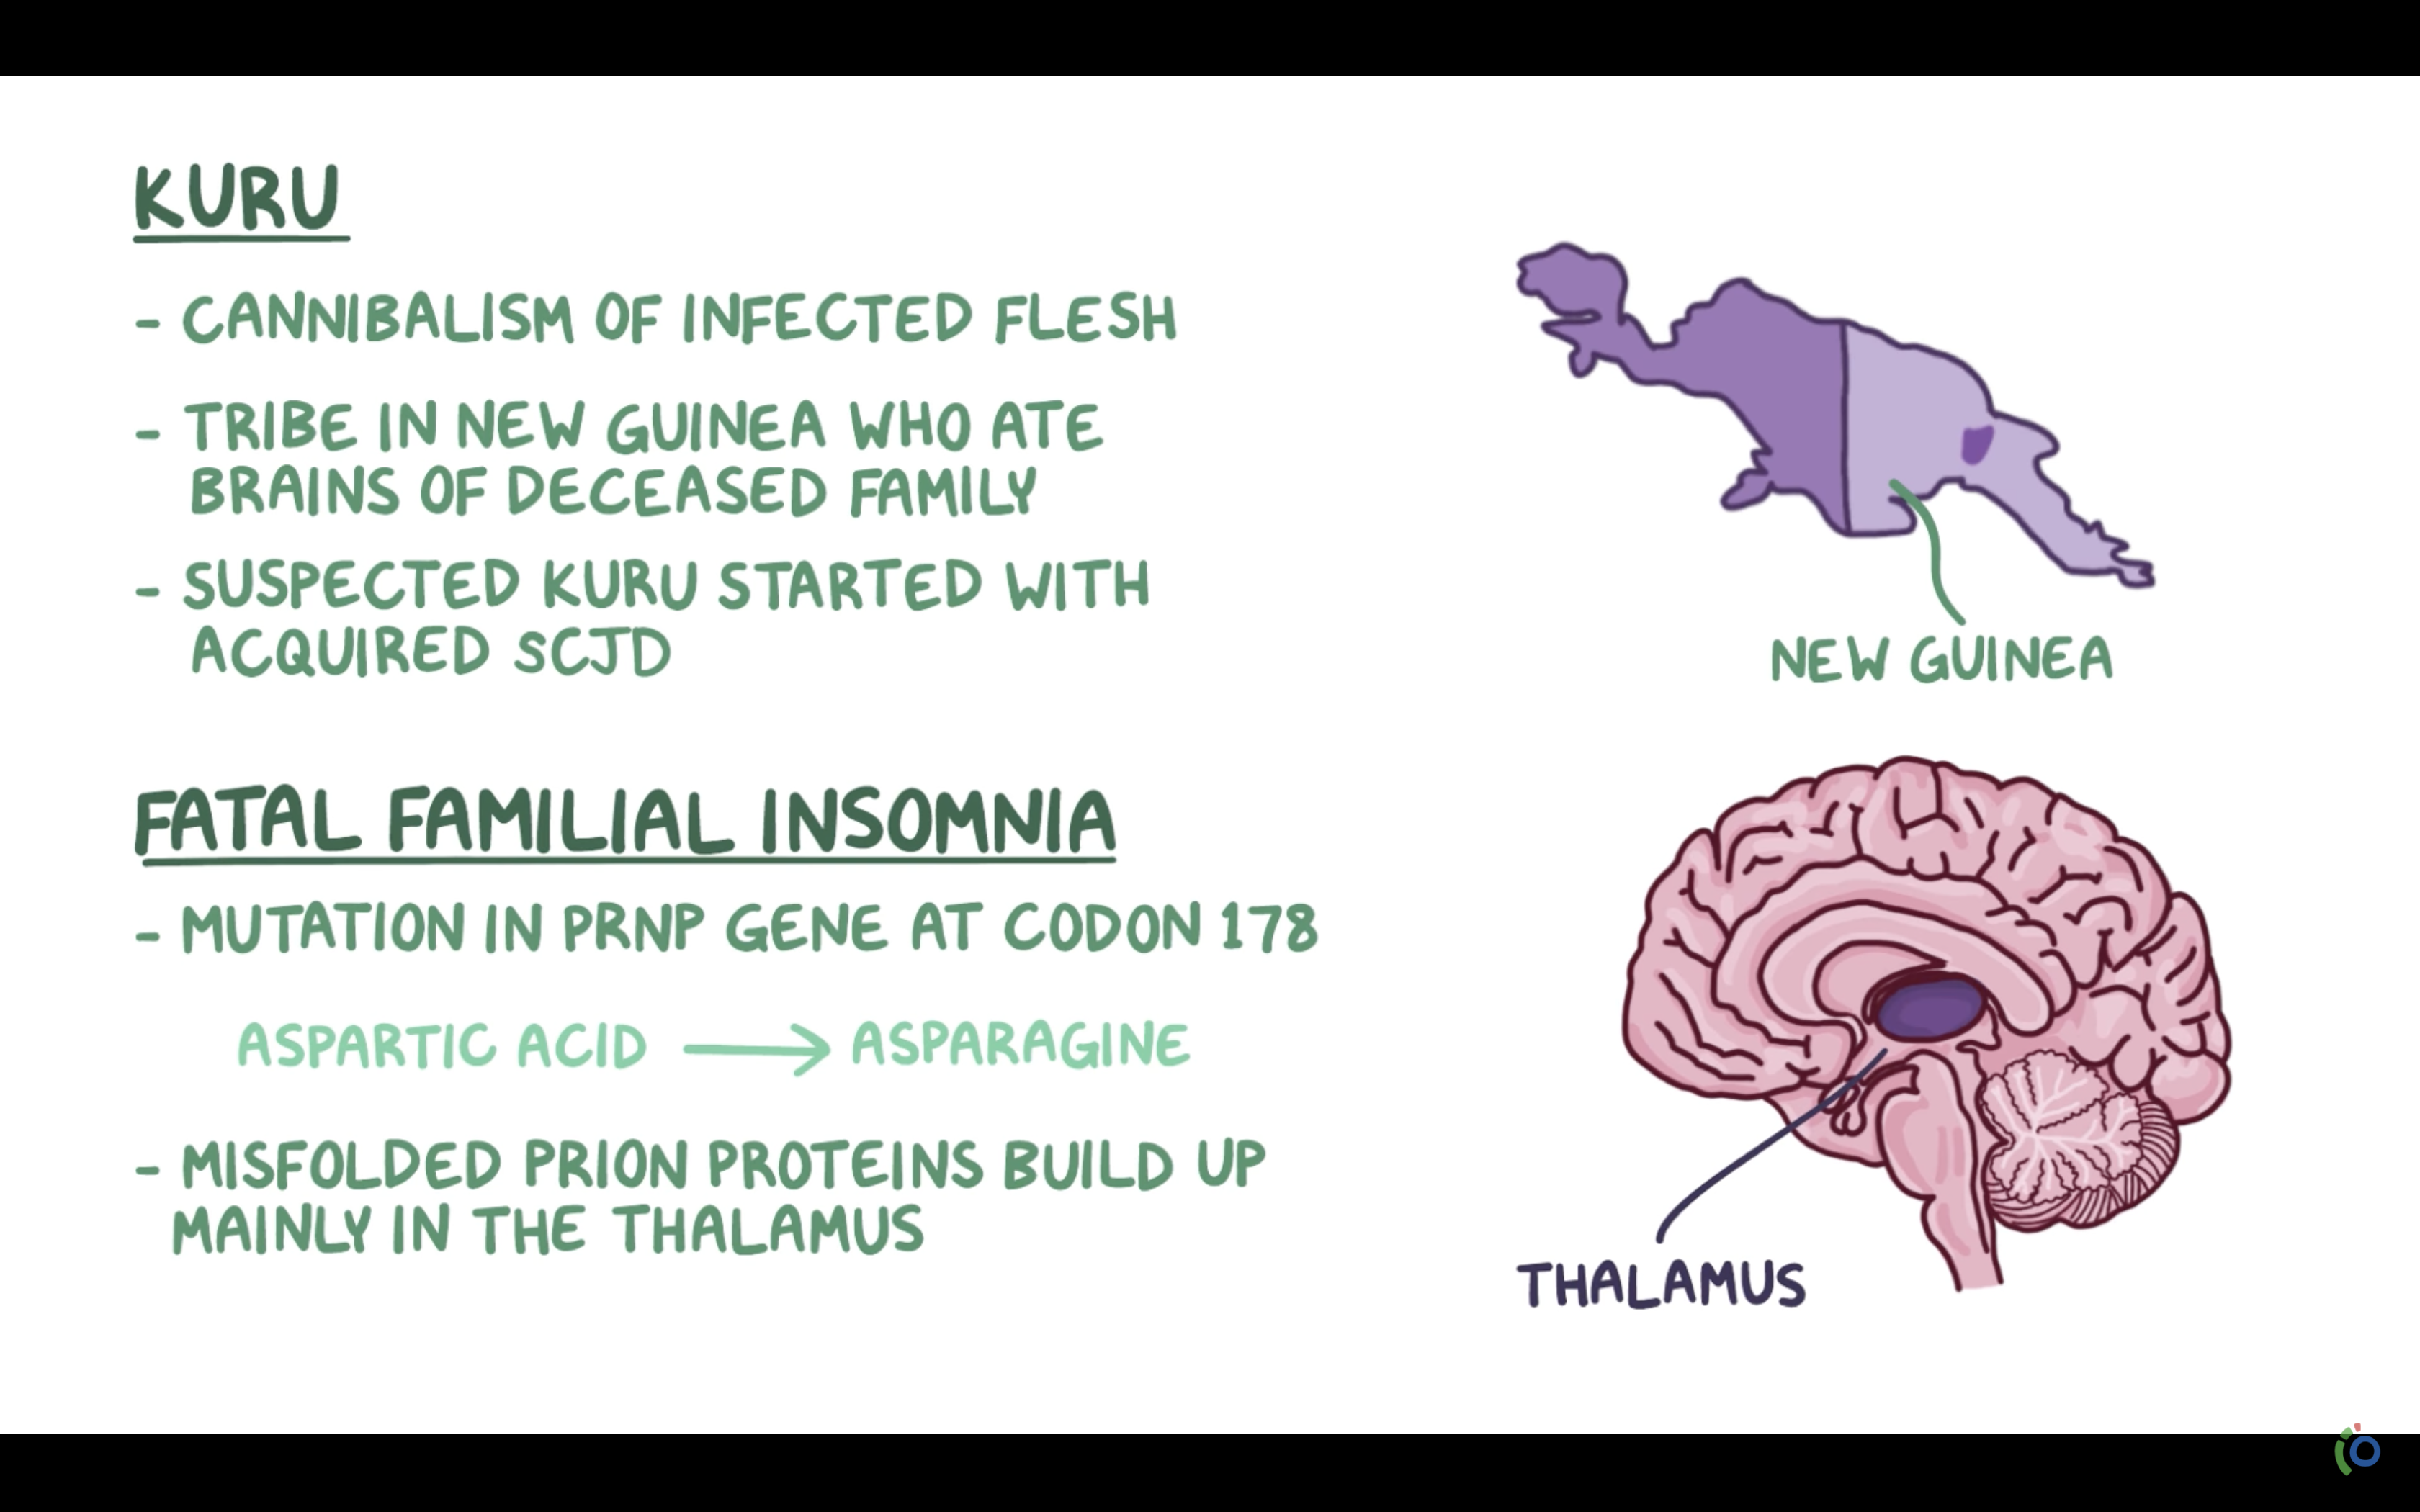 KURU
- CANNIBALISM OF INFECTED FLESH
- TRIBE IN NEW GUINEA WHO ATE
BRAINS OF DECEASED FAMILY
- SUSPECTED KURU STARTED WITH
ACQUIRED sCJD
NEW GUINEA
FATAL FAMILIAL INSOMNIA
- MUTATION IN PRNP GENE AT CODON 178
ASPARTIC ACID → ASPARAGINE
- MISFOLDED PRION PROTEINS BUILD UP
MAINLY IN THE THALAMUS
THALAMUS